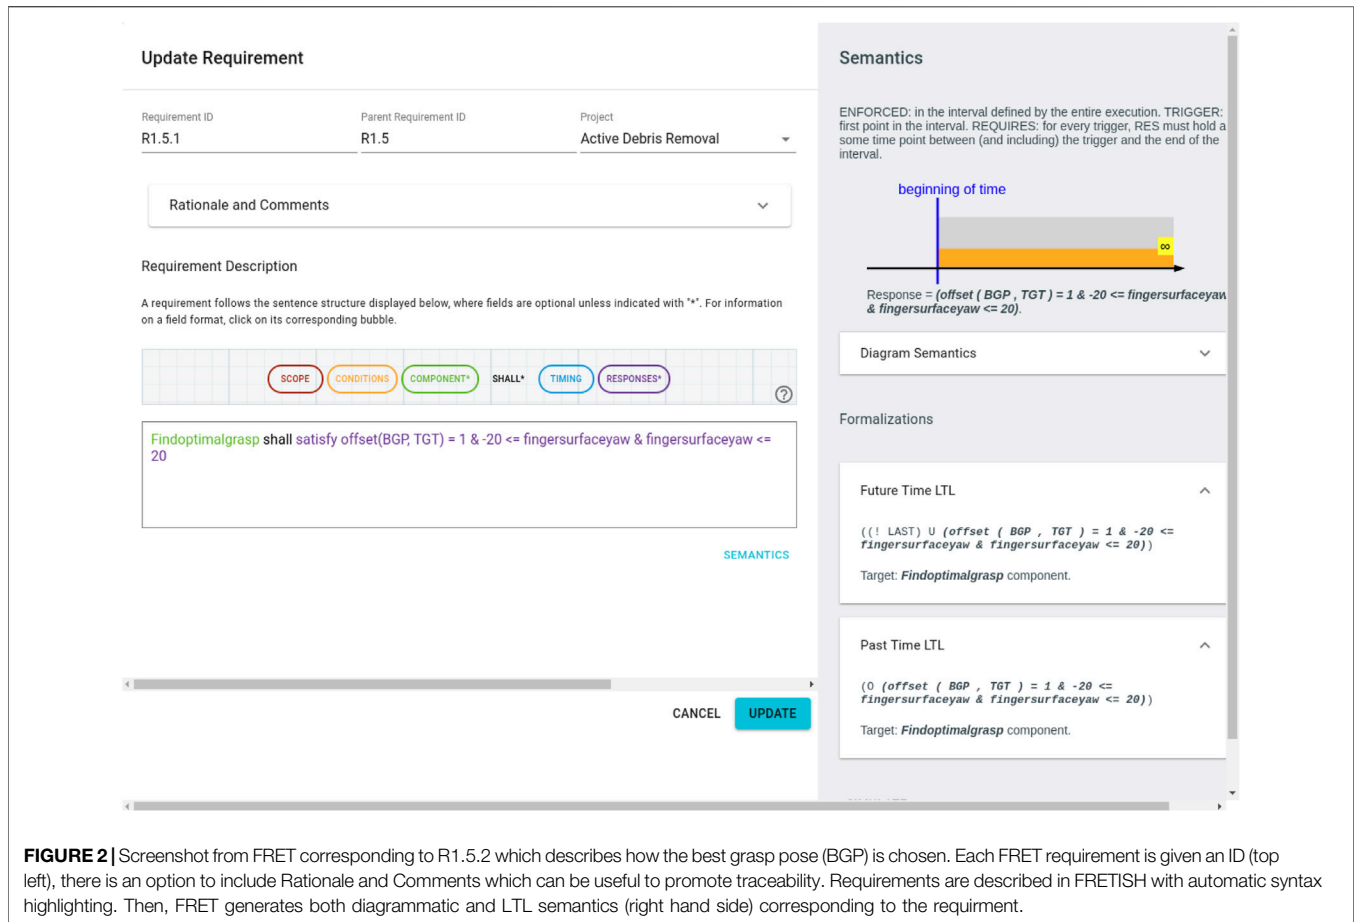 Update Requirement
Requirement ID
R1.5.1
Parent Requirement ID
R1.5
Project
Active Debris Removal
Rationale and Comments
Requirement Description
A requirement follows the sentence structure displayed below, where fields are optional unless indicated with "*". For information
on a field format, click on its corresponding bubble.
SCOPE CONDITIONS COMPONENT* SHALL* TIMING RESPONSES*
?
Findoptimalgrasp shall satisfy offset(BGP, TGT) = 1 & -20 <= fingersurfaceyaw & fingersurfaceyaw <=
20
SEMANTICS
CANCEL UPDATE
Semantics
ENFORCED: in the interval defined by the entire execution. TRIGGER:
first point in the interval. REQUIRES: for every trigger, RES must hold a
some time point between (and including) the trigger and the end of the
interval.
beginning of time
∞
Response = (offset ( BGP , TGT ) = 1 & -20 <= fingersurfaceyaw
& fingersurfaceyaw <= 20).
Diagram Semantics
Formalizations
Future Time LTL
((! LAST) U (offset ( BGP , TGT ) = 1 & -20 <=
fingersurfaceyaw & fingersurfaceyaw <= 20))
Target: Findoptimalgrasp component.
Past Time LTL
(O (offset ( BGP , TGT ) = 1 & -20 <=
fingersurfaceyaw & fingersurfaceyaw <= 20))
Target: Findoptimalgrasp component.
FIGURE 2 | Screenshot from FRET corresponding to R1.5.2 which describes how the best grasp pose (BGP) is chosen. Each FRET requirement is given an ID (top
left), there is an option to include Rationale and Comments which can be useful to promote traceability. Requirements are described in FRETISH with automatic syntax
highlighting. Then, FRET generates both diagrammatic and LTL semantics (right hand side) corresponding to the requirment.